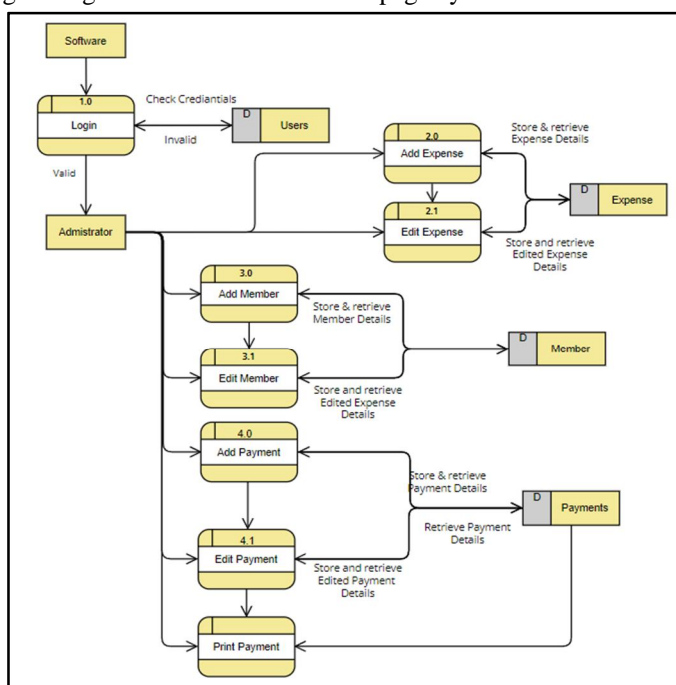 Software
1.0
Login
Check Crediantials
Invalid
D
Users
Valid
Admistrator
2.0
Add Expense
Store & retrieve
Expense Details
2.1
Edit Expense
D
Expense
Store and retrieve
Edited Expense
Details
3.0
Add Member
Store & retrieve
Member Details
3.1
Edit Member
D
Member
Store and retrieve
Edited Expense
Details
4.0
Add Payment
Store & retrieve
Payment Details
D
Payments
Retrieve Payment
Details
4.1
Edit Payment
Store and retrieve
Edited Payment
Details
Print Payment